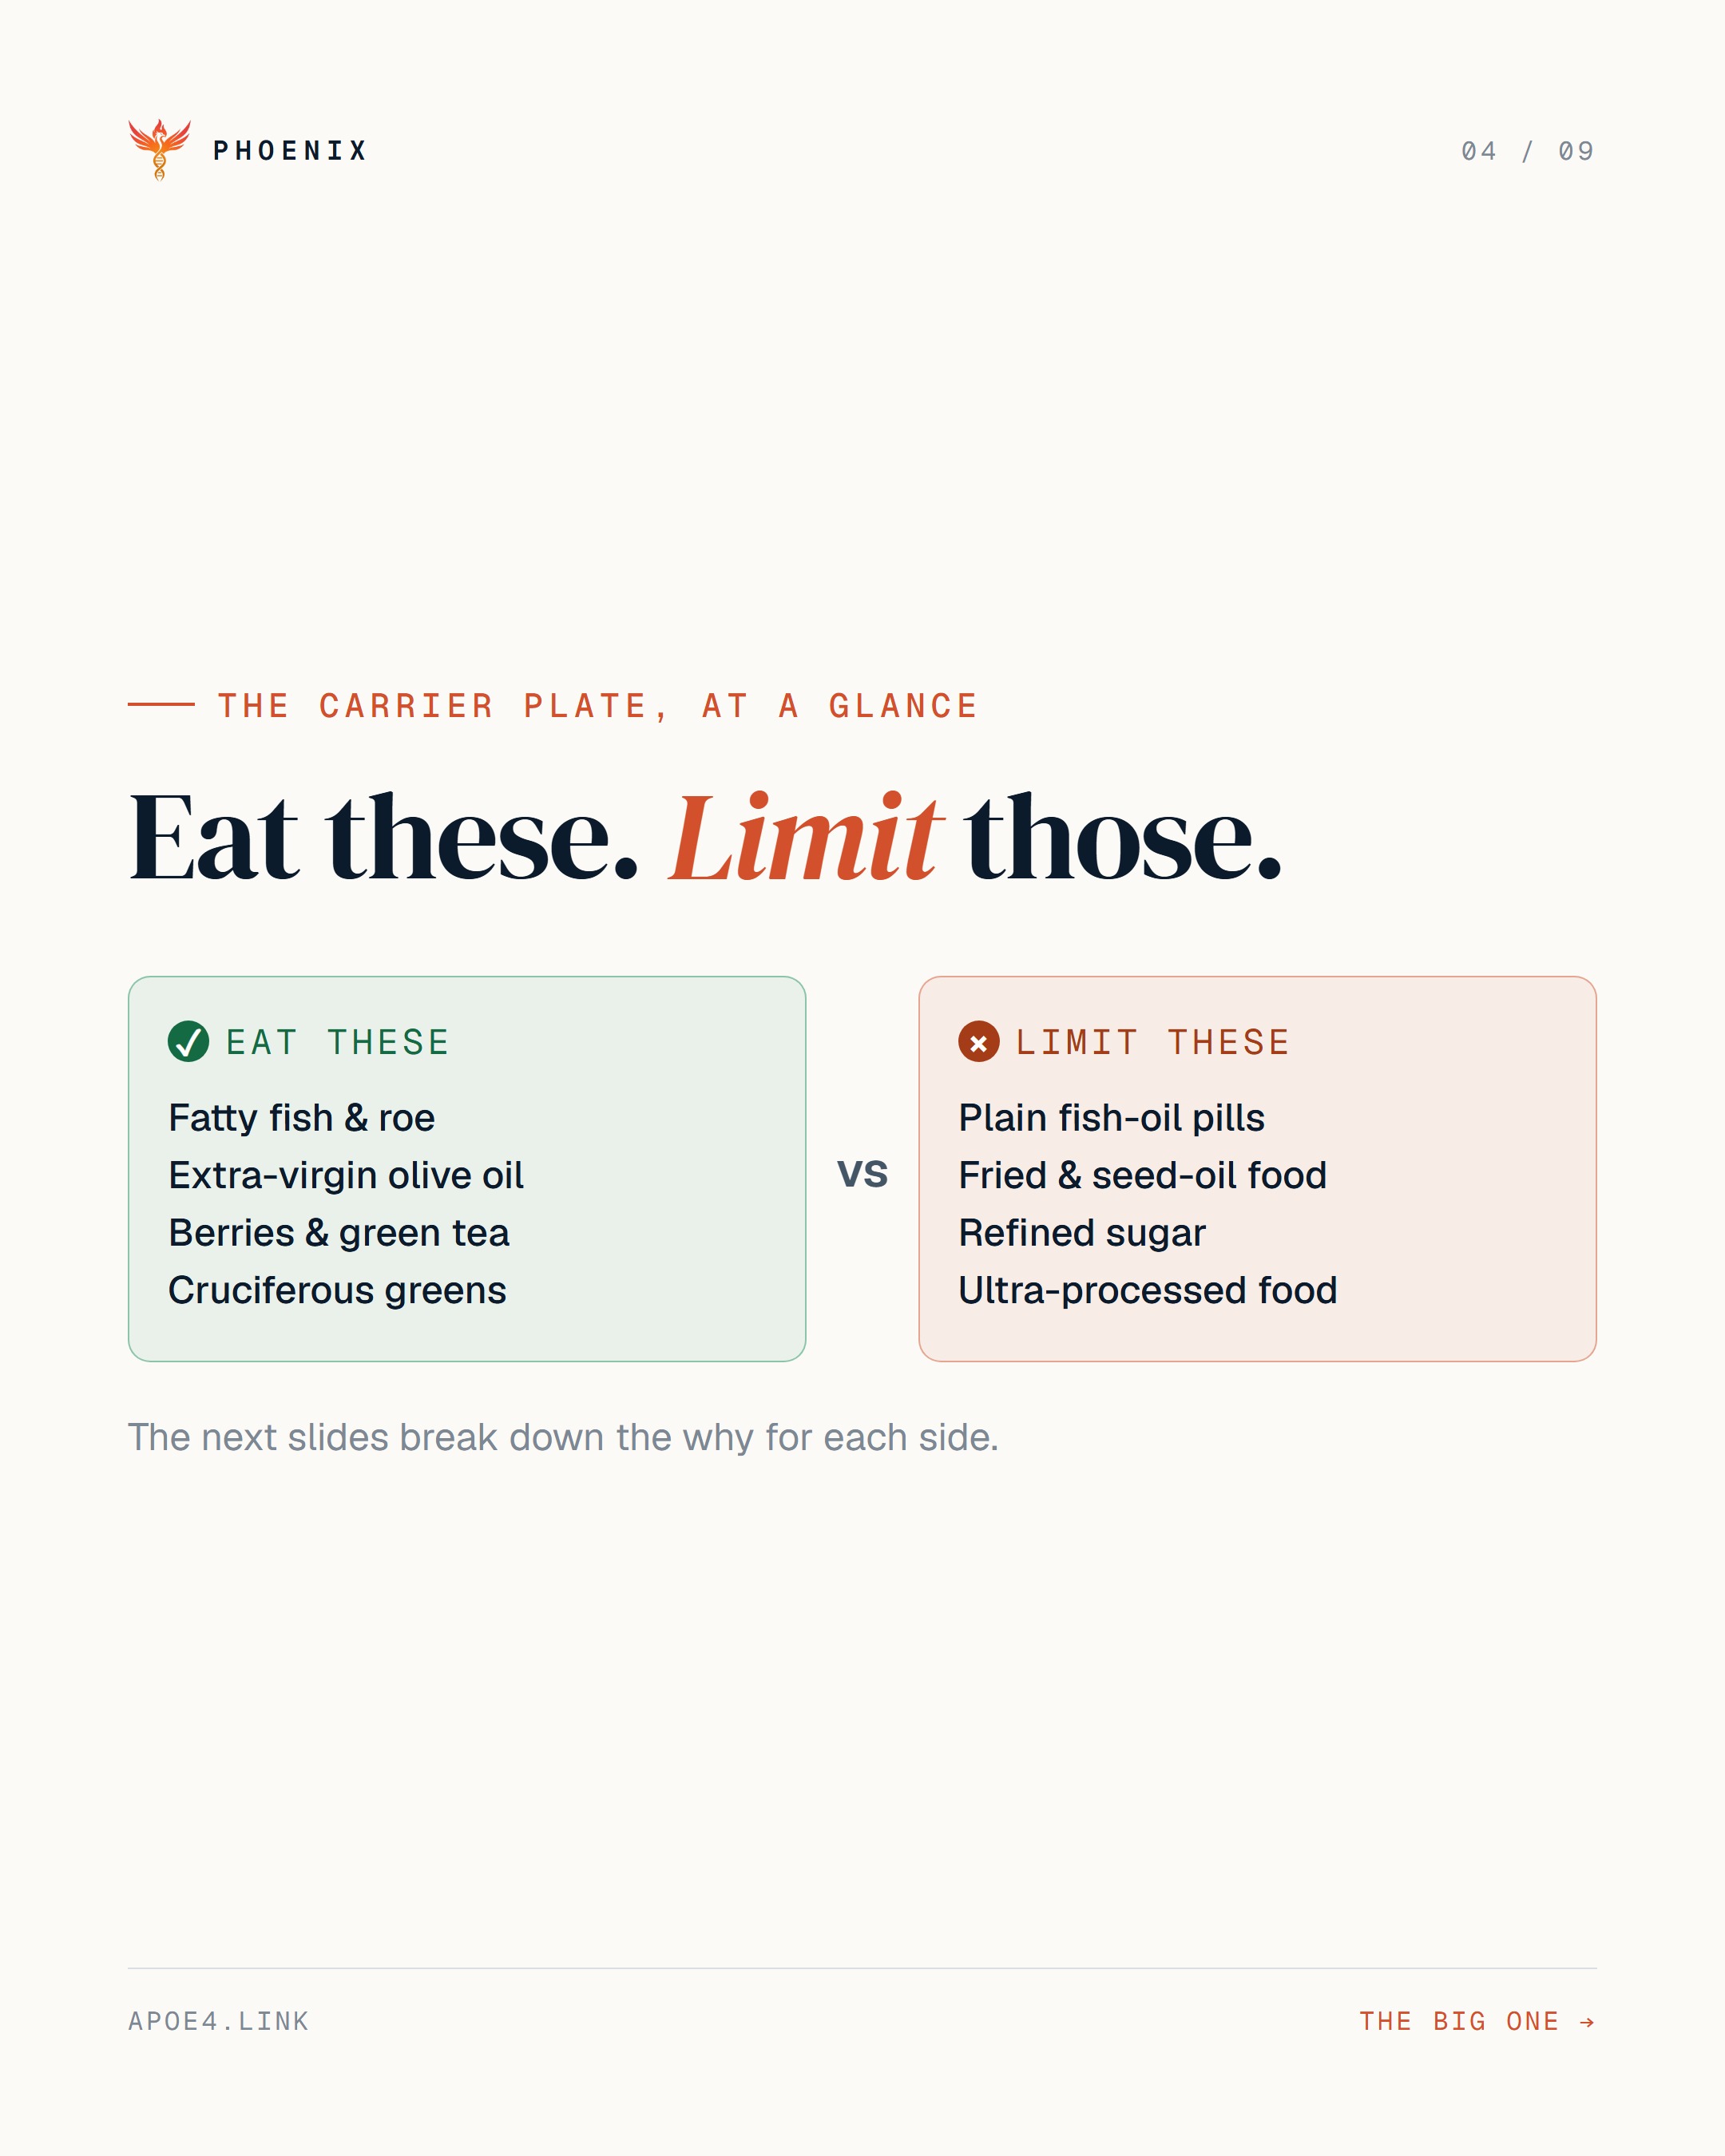 PHOENIX
04 / 09
THE CARRIER PLATE, AT A GLANCE
Eat these. Limit those.
EAT THESE
Fatty fish & roe
Extra-virgin olive oil
Berries & green tea
Cruciferous greens
VS
LIMIT THESE
Plain fish-oil pills
Fried & seed-oil food
Refined sugar
Ultra-processed food
The next slides break down the why for each side.
APOE4.LINK
THE BIG ONE →